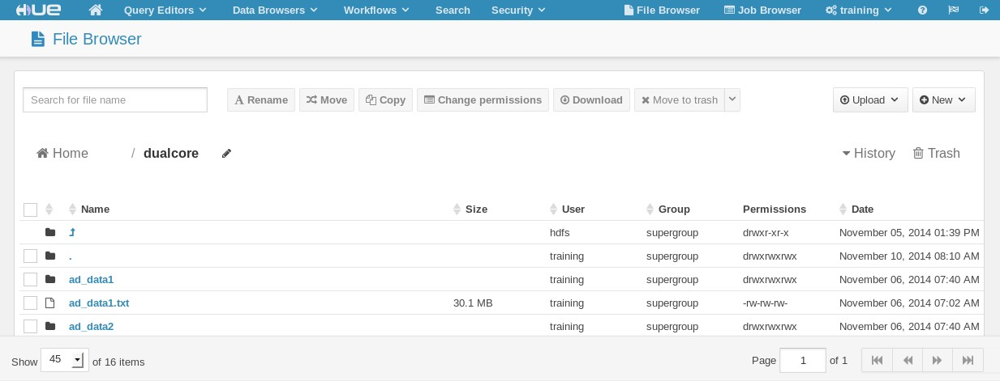 HUE Query Editors Data Browsers Workflows Search Security File Browser Job Browser training
File Browser
Search for file name Rename Move Copy Change permissions Download Move to trash Upload New
Home / dualcore History Trash
Name Size User Group Permissions Date
hdfs supergroup drwxr-xr-x November 05, 2014 01:39 PM
. training supergroup drwxrwxrwx November 10, 2014 08:10 AM
ad_data1 training supergroup drwxrwxrwx November 06, 2014 07:40 AM
ad_data1.txt 30.1 MB training supergroup -rw-rw-rw- November 06, 2014 07:02 AM
ad_data2 training supergroup drwxrwxrwx November 06, 2014 07:40 AM
Show 45 of 16 items Page 1 of 1